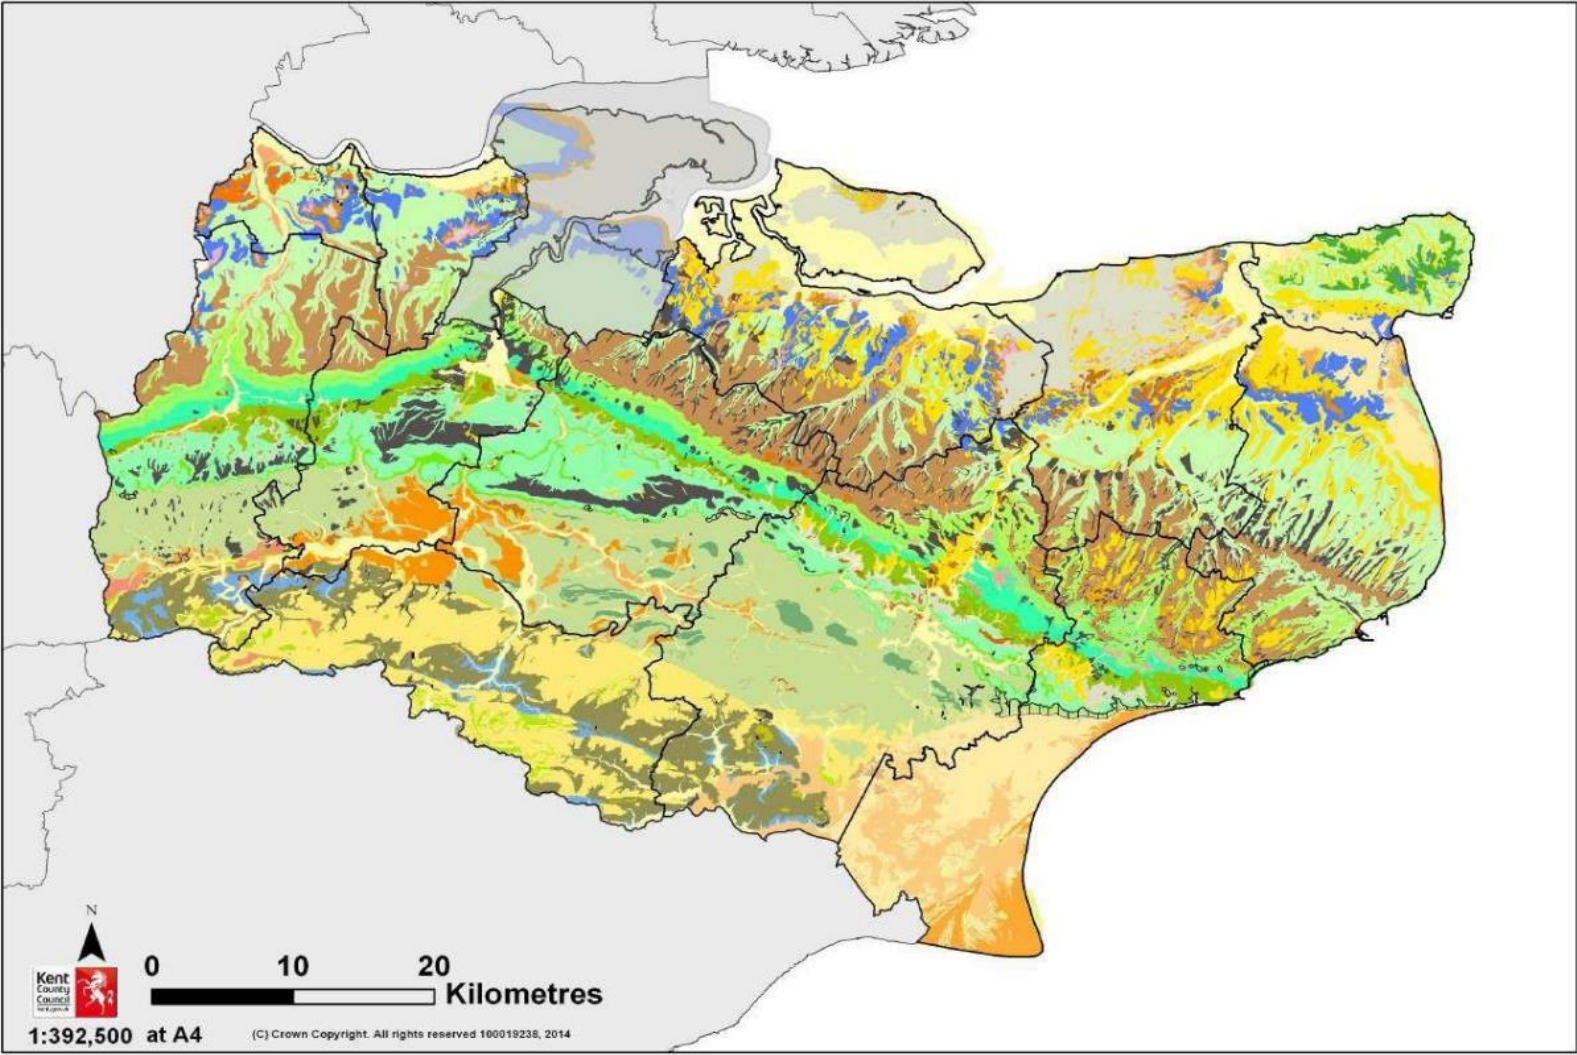 N
0 10 20
Kilometres
Kent
County
Council
1:392,500 at A4
(C) Crown Copyright. All rights reserved 100019238, 2014